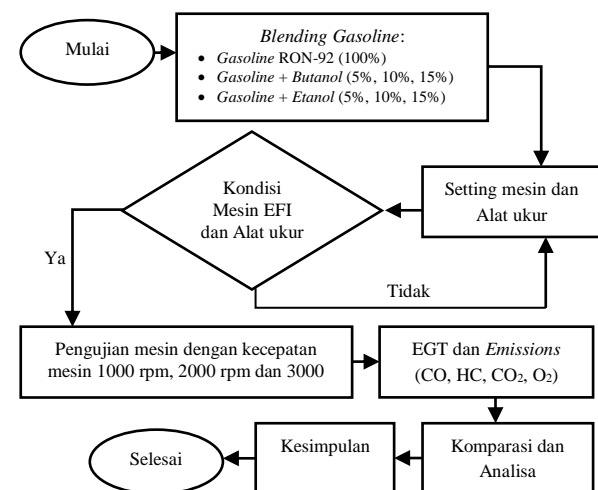 Mulai
Blending Gasoline:
• Gasoline RON-92 (100%)
• Gasoline + Butanol (5%, 10%, 15%)
• Gasoline + Etanol (5%, 10%, 15%)
Kondisi
Mesin EFI
dan Alat ukur
Setting mesin dan
Alat ukur
Ya
Tidak
Pengujian mesin dengan kecepatan
mesin 1000 rpm, 2000 rpm dan 3000
EGT dan Emissions
(CO, HC, CO₂, O₂)
Selesai
Kesimpulan
Komparasi dan
Analisa